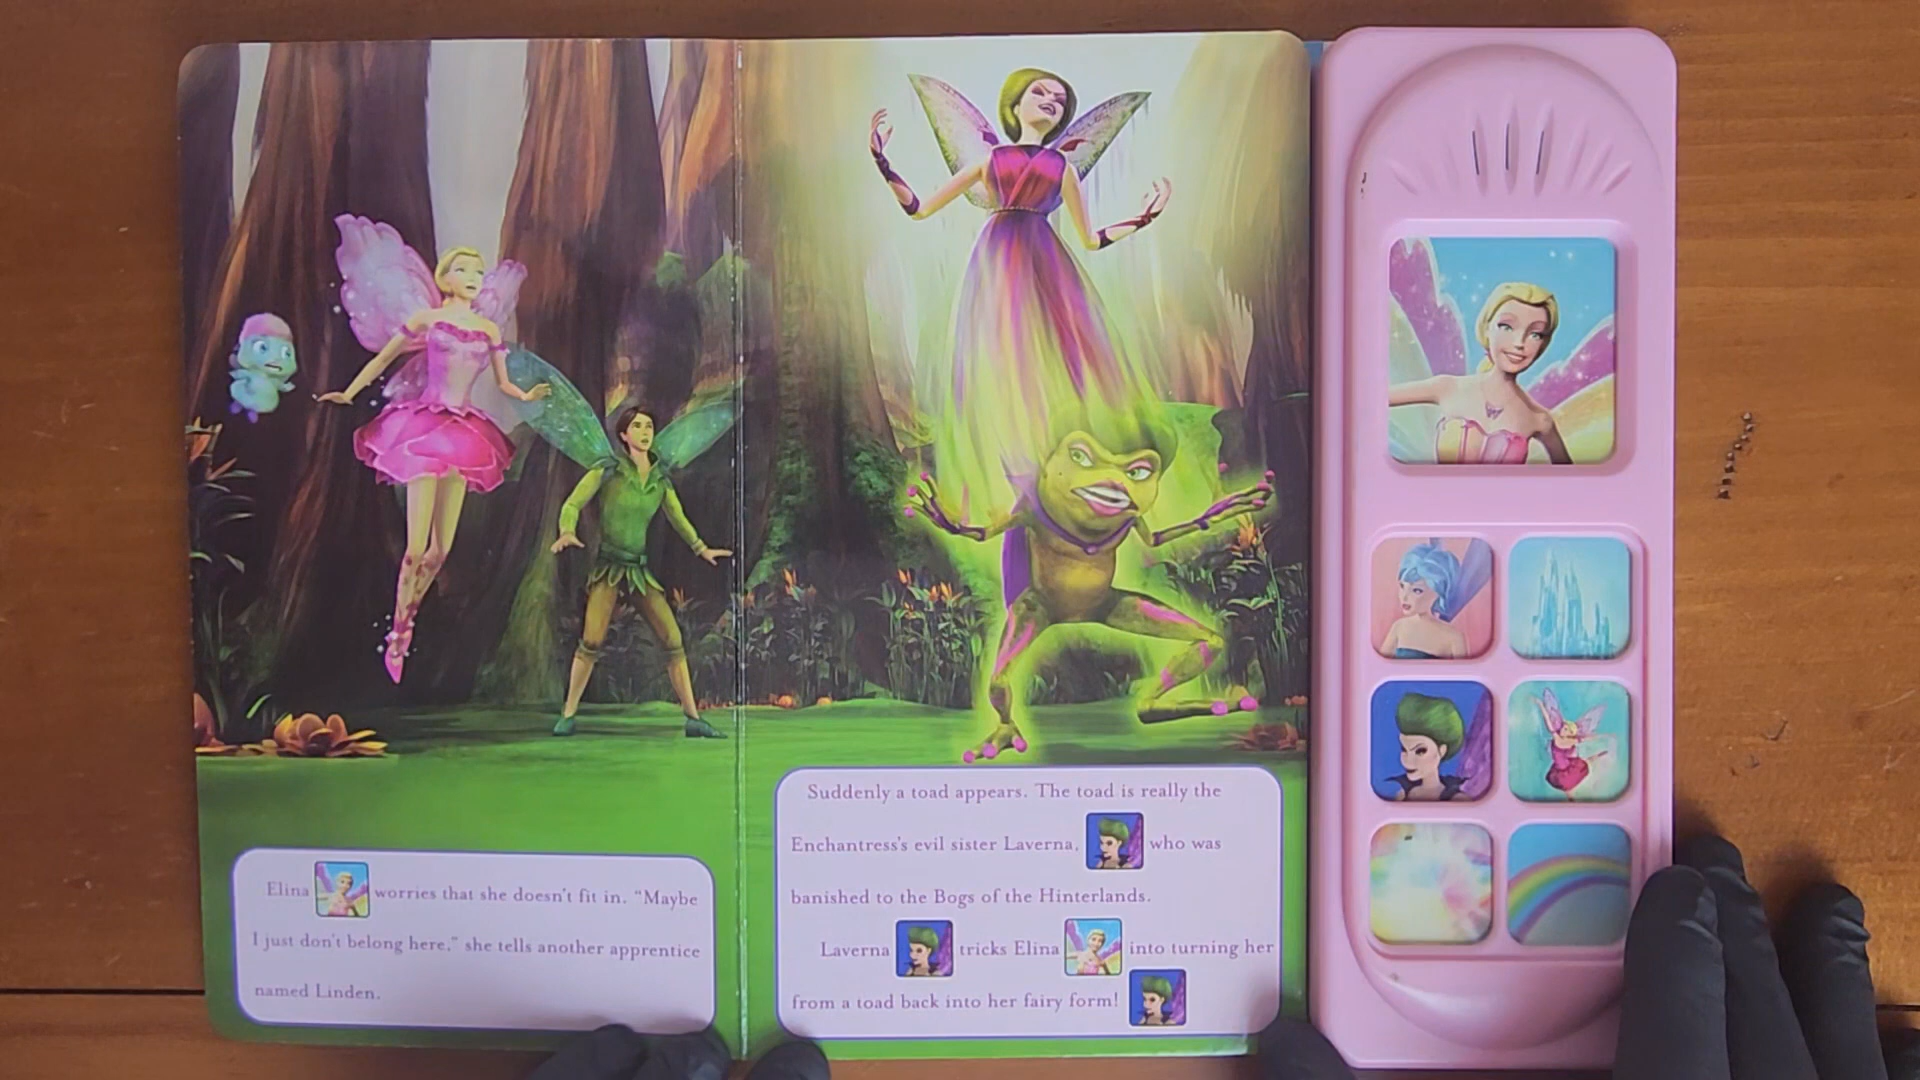 Elina worries that she doesn't fit in. “Maybe
I just don't belong here,” she tells another apprentice
named Linden.
Suddenly a toad appears. The toad is really the
Enchantress's evil sister Laverna, who was
banished to the Bogs of the Hinterlands.
Laverna tricks Elina into turning her
from a toad back into her fairy form!